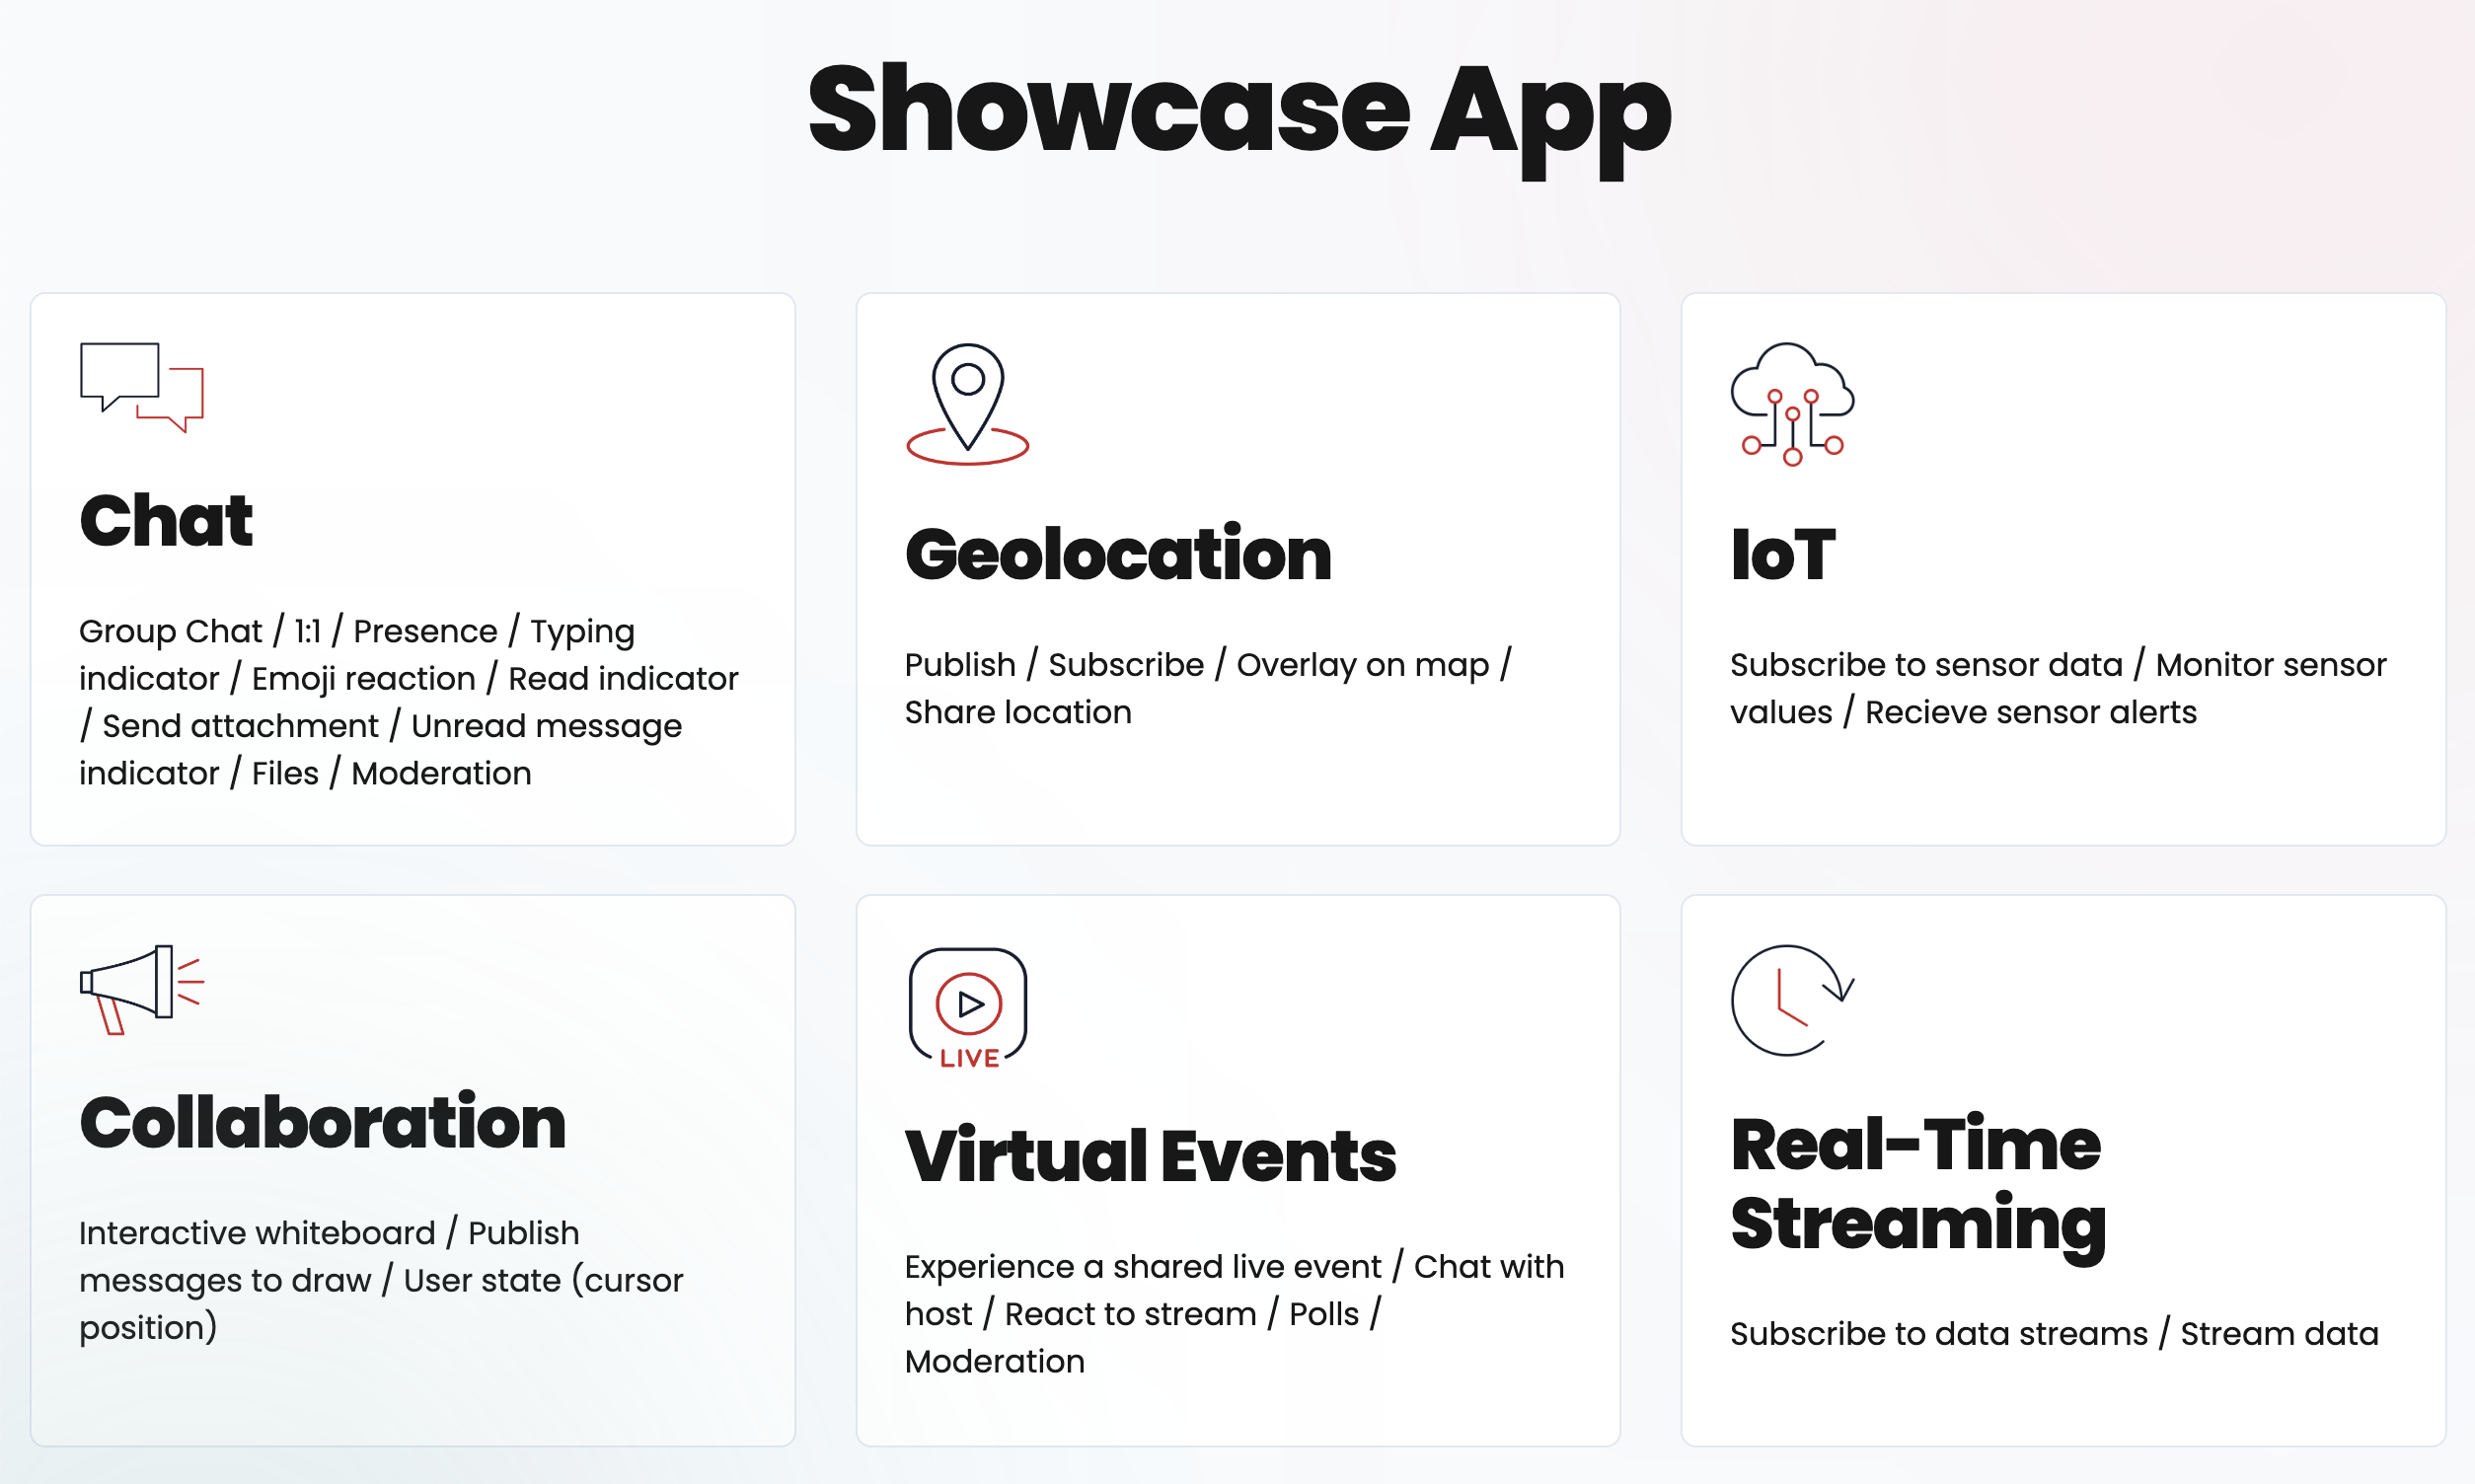 Showcase App
Chat
Group Chat / 1:1 / Presence / Typing
indicator / Emoji reaction / Read indicator
/ Send attachment / Unread message
indicator / Files / Moderation
Geolocation
Publish / Subscribe / Overlay on map /
Share location
IoT
Subscribe to sensor data / Monitor sensor
values / Recieve sensor alerts
Collaboration
Interactive whiteboard / Publish
messages to draw / User state (cursor
position)
LIVE
Virtual Events
Experience a shared live event / Chat with
host / React to stream / Polls /
Moderation
Real-Time
Streaming
Subscribe to data streams / Stream data